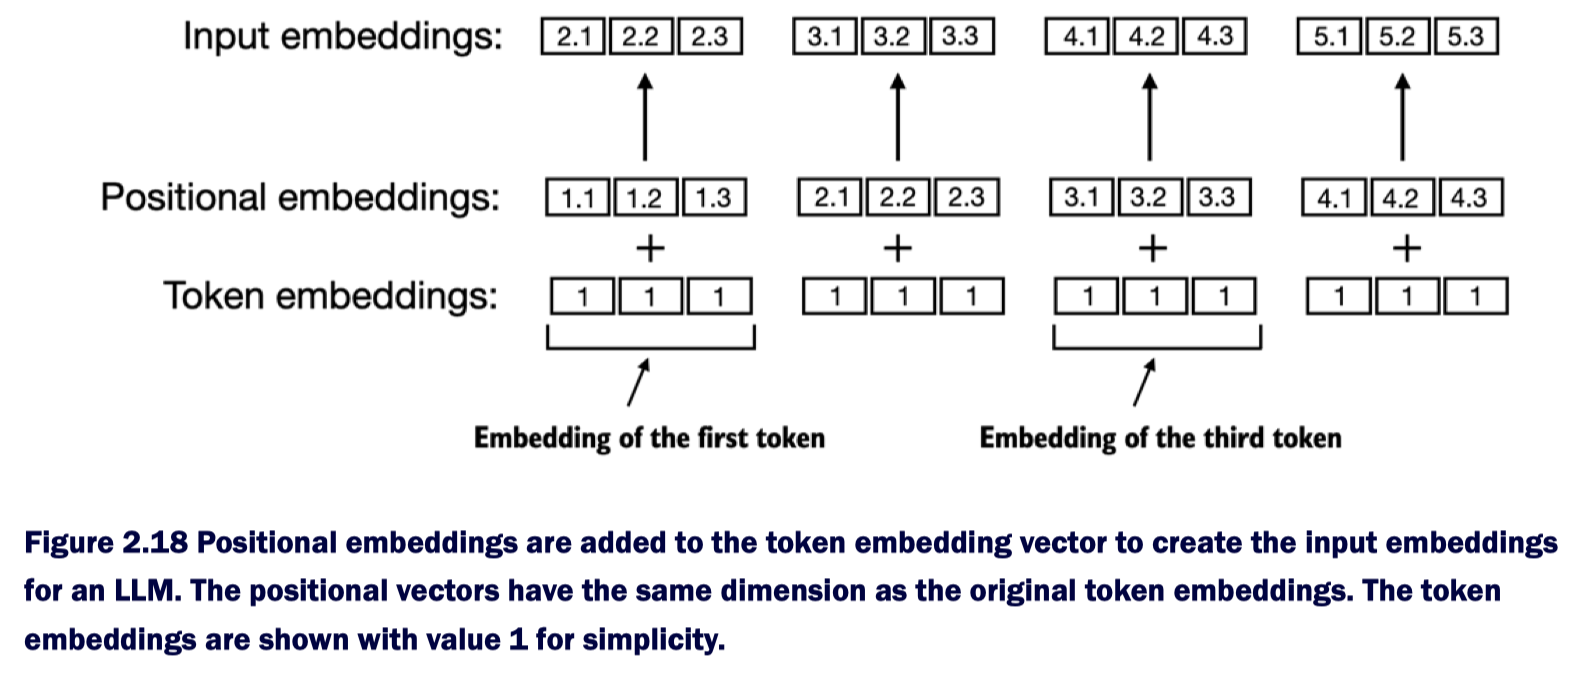 Input embeddings: 2.1 2.2 2.3 3.1 3.2 3.3 4.1 4.2 4.3 5.1 5.2 5.3
Positional embeddings: 1.1 1.2 1.3 2.1 2.2 2.3 3.1 3.2 3.3 4.1 4.2 4.3
+ + + +
Token embeddings: 1 1 1 1 1 1 1 1 1 1 1 1
Embedding of the first token Embedding of the third token
Figure 2.18 Positional embeddings are added to the token embedding vector to create the input embeddings
for an LLM. The positional vectors have the same dimension as the original token embeddings. The token
embeddings are shown with value 1 for simplicity.